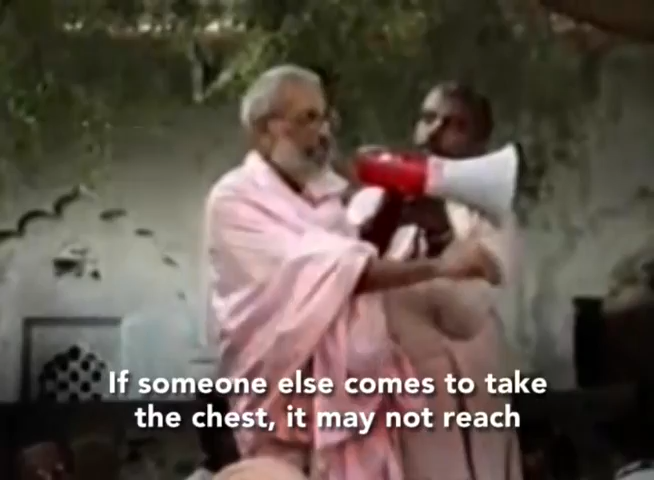 If someone else comes to take
the chest, it may not reach